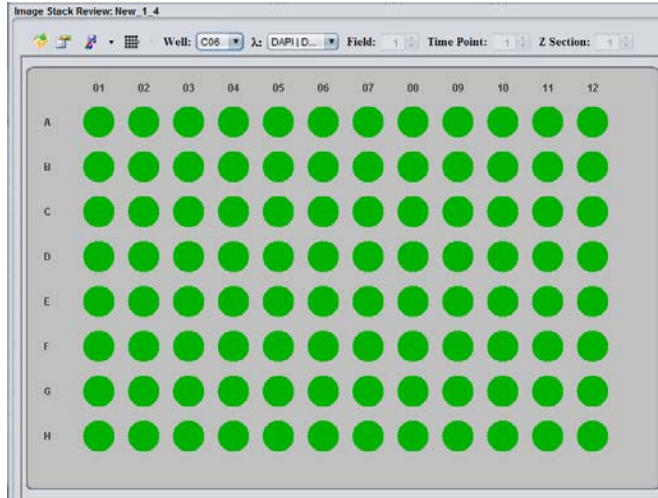 Image Stack Review: New_1_4
Well: C06 λ: DAPI | D... Field: 1 Time Point: 1 Z Section: 1
01 02 03 04 05 06 07 08 09 10 11 12
A
B
C
D
E
F
G
H